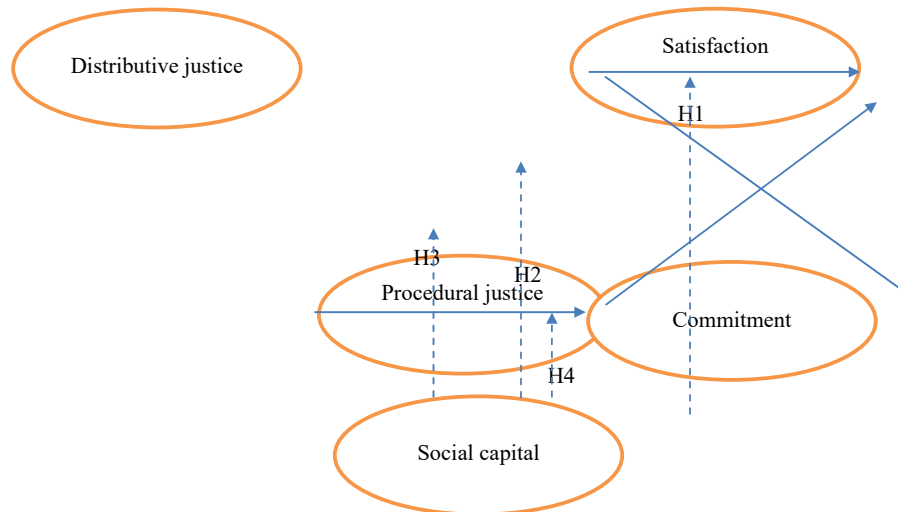 Satisfaction
Distributive justice
H1
H3
H2
Procedural justice
Commitment
H4
Social capital